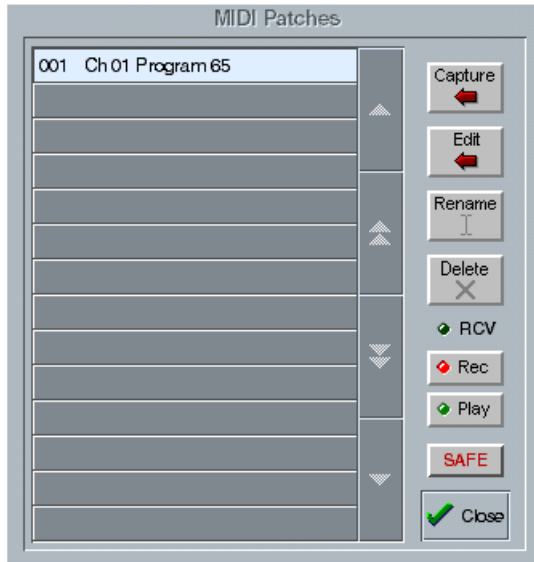 MIDI Patches
001 Ch 01 Program 65
Capture
Edit
Rename
Delete
RCV
Rec
Play
SAFE
Close